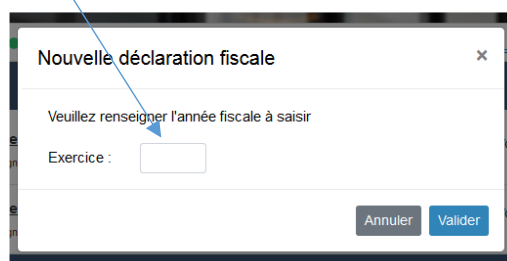 Nouvelle déclaration fiscale ×
Veuillez renseigner l'année fiscale à saisir
Exercice :
Annuler Valider